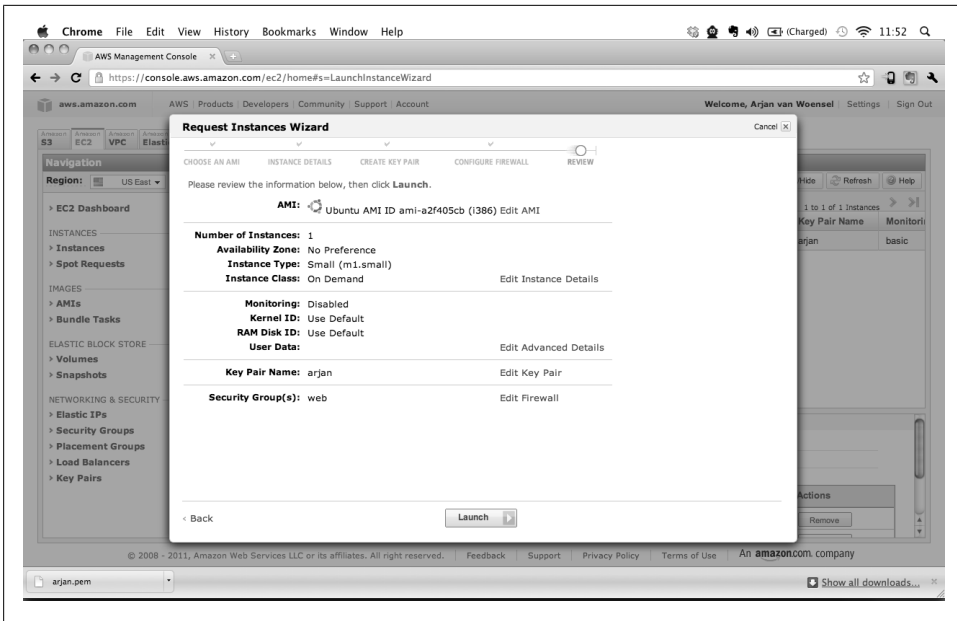 Chrome File Edit View History Bookmarks Window Help (Charged) 11:52
AWS Management Console
https://console.aws.amazon.com/ec2/home#s=LaunchInstanceWizard
aws.amazon.com AWS | Products | Developers | Community | Support | Account Welcome, Arjan van Woensel | Settings | Sign Out
Amazon S3
Amazon EC2
Amazon VPC
Amazon Elasti
Navigation
Region: US East
> EC2 Dashboard
INSTANCES
> Instances
> Spot Requests
IMAGES
> AMIs
> Bundle Tasks
ELASTIC BLOCK STORE
> Volumes
> Snapshots
NETWORKING & SECURITY
> Elastic IPs
> Security Groups
> Placement Groups
> Load Balancers
> Key Pairs
Request Instances Wizard Cancel x
CHOOSE AN AMI INSTANCE DETAILS CREATE KEY PAIR CONFIGURE FIREWALL REVIEW
Please review the information below, then click Launch.
AMI: Ubuntu AMI ID ami-a2f405cb (i386) Edit AMI
Number of Instances: 1
Availability Zone: No Preference
Instance Type: Small (m1.small)
Instance Class: On Demand Edit Instance Details
Monitoring: Disabled
Kernel ID: Use Default
RAM Disk ID: Use Default
User Data: Edit Advanced Details
Key Pair Name: arjan Edit Key Pair
Security Group(s): web Edit Firewall
< Back Launch
/Hide Refresh Help
1 to 1 of 1 Instances
Key Pair Name Monitori
arjan basic
Actions
Remove
© 2008 - 2011, Amazon Web Services LLC or its affiliates. All right reserved. | Feedback | Support | Privacy Policy | Terms of Use An amazon.com. company
arjan.pem Show all downloads...